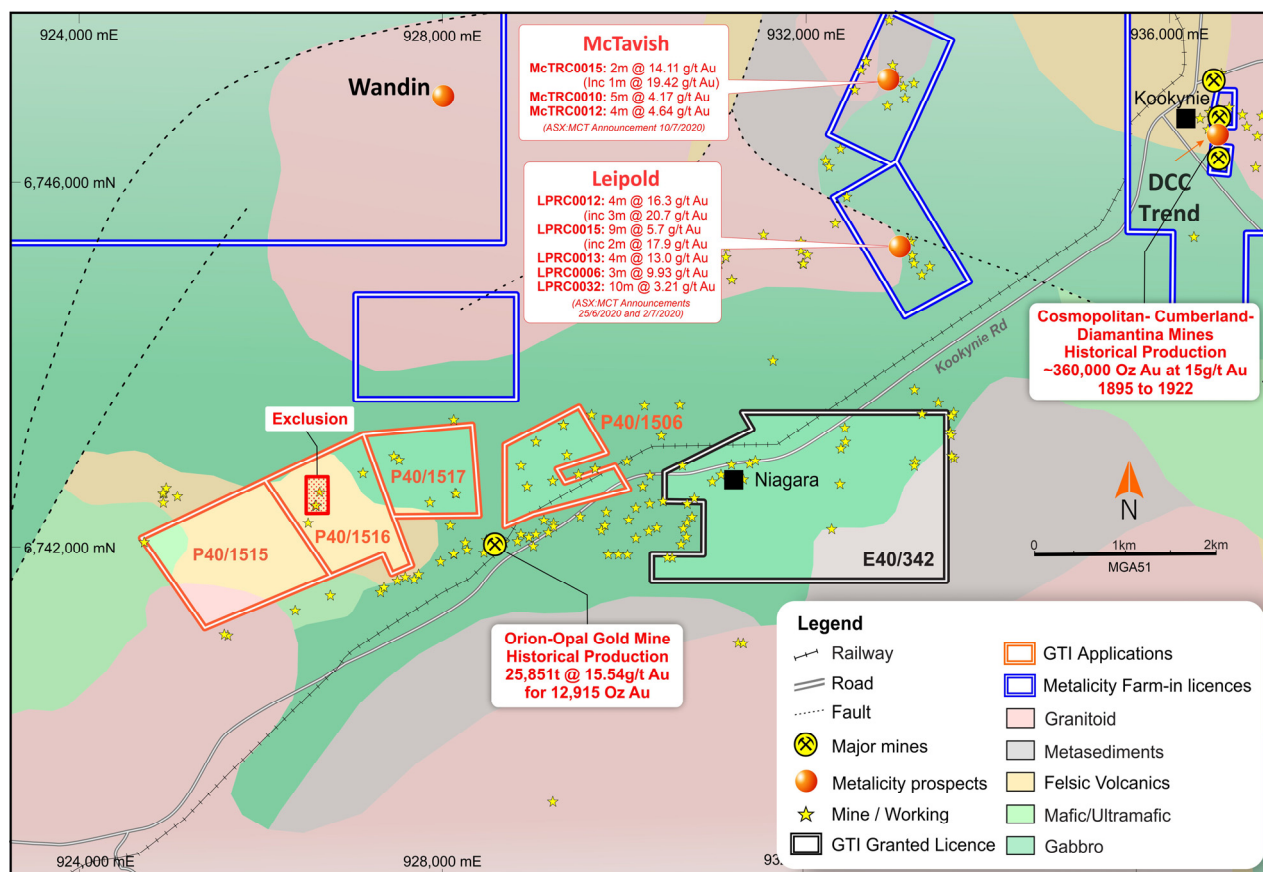 924,000 mE
928,000 mE
932,000 mE
936,000 mE
McTavish
McTRC0015: 2m @ 14.11 g/t Au
(Inc 1m @ 19.42 g/t Au)
McTRC0010: 5m @ 4.17 g/t Au
McTRC0012: 4m @ 4.64 g/t Au
(ASX:MCT Announcement 10/7/2020)
Wandin
Kookynie
6,746,000 mN
Leipold
LPRC0012: 4m @ 16.3 g/t Au
(inc 3m @ 20.7 g/t Au
LPRC0015: 9m @ 5.7 g/t Au
(inc 2m @ 17.9 g/t Au
LPRC0013: 4m @ 13.0 g/t Au
LPRC0006: 3m @ 9.93 g/t Au
LPRC0032: 10m @ 3.21 g/t Au
(ASX:MCT Announcements
25/6/2020 and 2/7/2020)
DCC
Trend
Kookynie Rd
Cosmopolitan- Cumberland-
Diamantina Mines
Historical Production
~360,000 Oz Au at 15g/t Au
1895 to 1922
Exclusion
P40/1506
P40/1517
Niagara
P40/1516
P40/1515
E40/342
6,742,000 mN
N
0 1km 2km
MGA51
Orion-Opal Gold Mine
Historical Production
25,851t @ 15.54g/t Au
for 12,915 Oz Au
Legend
Railway
Road
Fault
Major mines
Metalicity prospects
Mine / Working
GTI Granted Licence
GTI Applications
Metalicity Farm-in licences
Granitoid
Metasediments
Felsic Volcanics
Mafic/Ultramafic
Gabbro
924,000 mE
928,000 mE